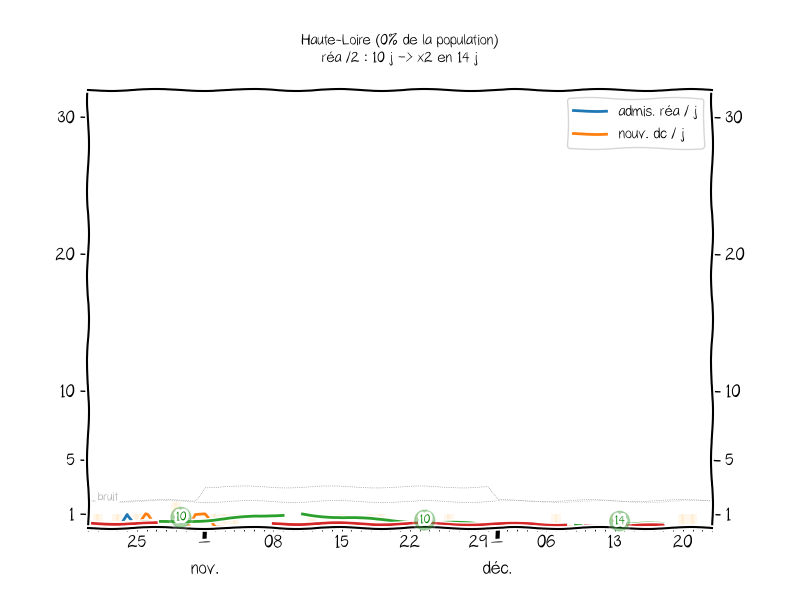 Haute-Loire (0% de la population)
réa /2 : 10 j -> x2 en 14 j
admis. réa / j
nouv. dc / j
30 30
20 20
10 10
5 5
bruit
1 1
10 10 14
25 08 15 22 29 06 13 20
nov. déc.